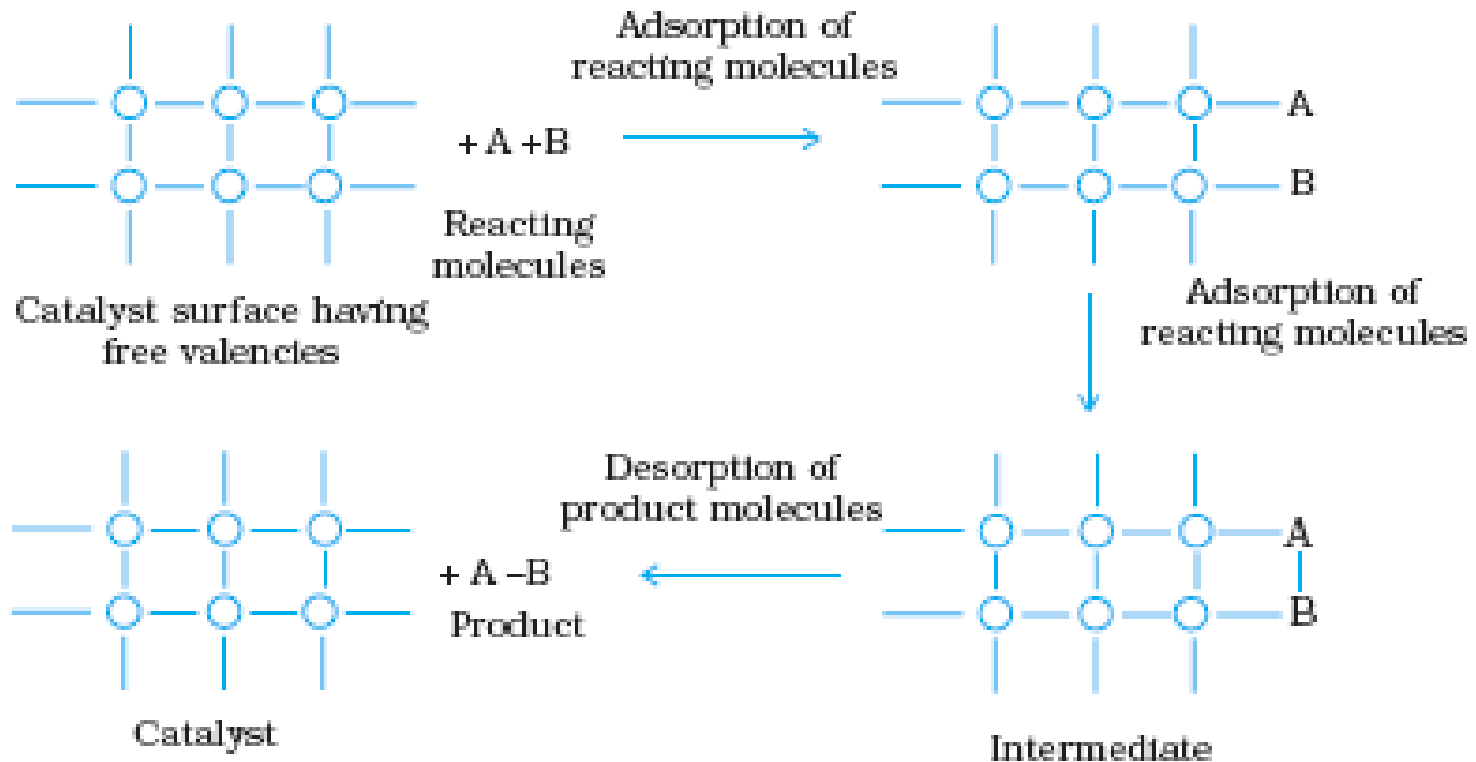 Adsorption of
reacting molecules
+ A +B
Reacting
molecules
A
B
Catalyst surface having
free valencies
Adsorption of
reacting molecules
Desorption of
product molecules
A
B
+ A –B
Product
Catalyst
Intermediate